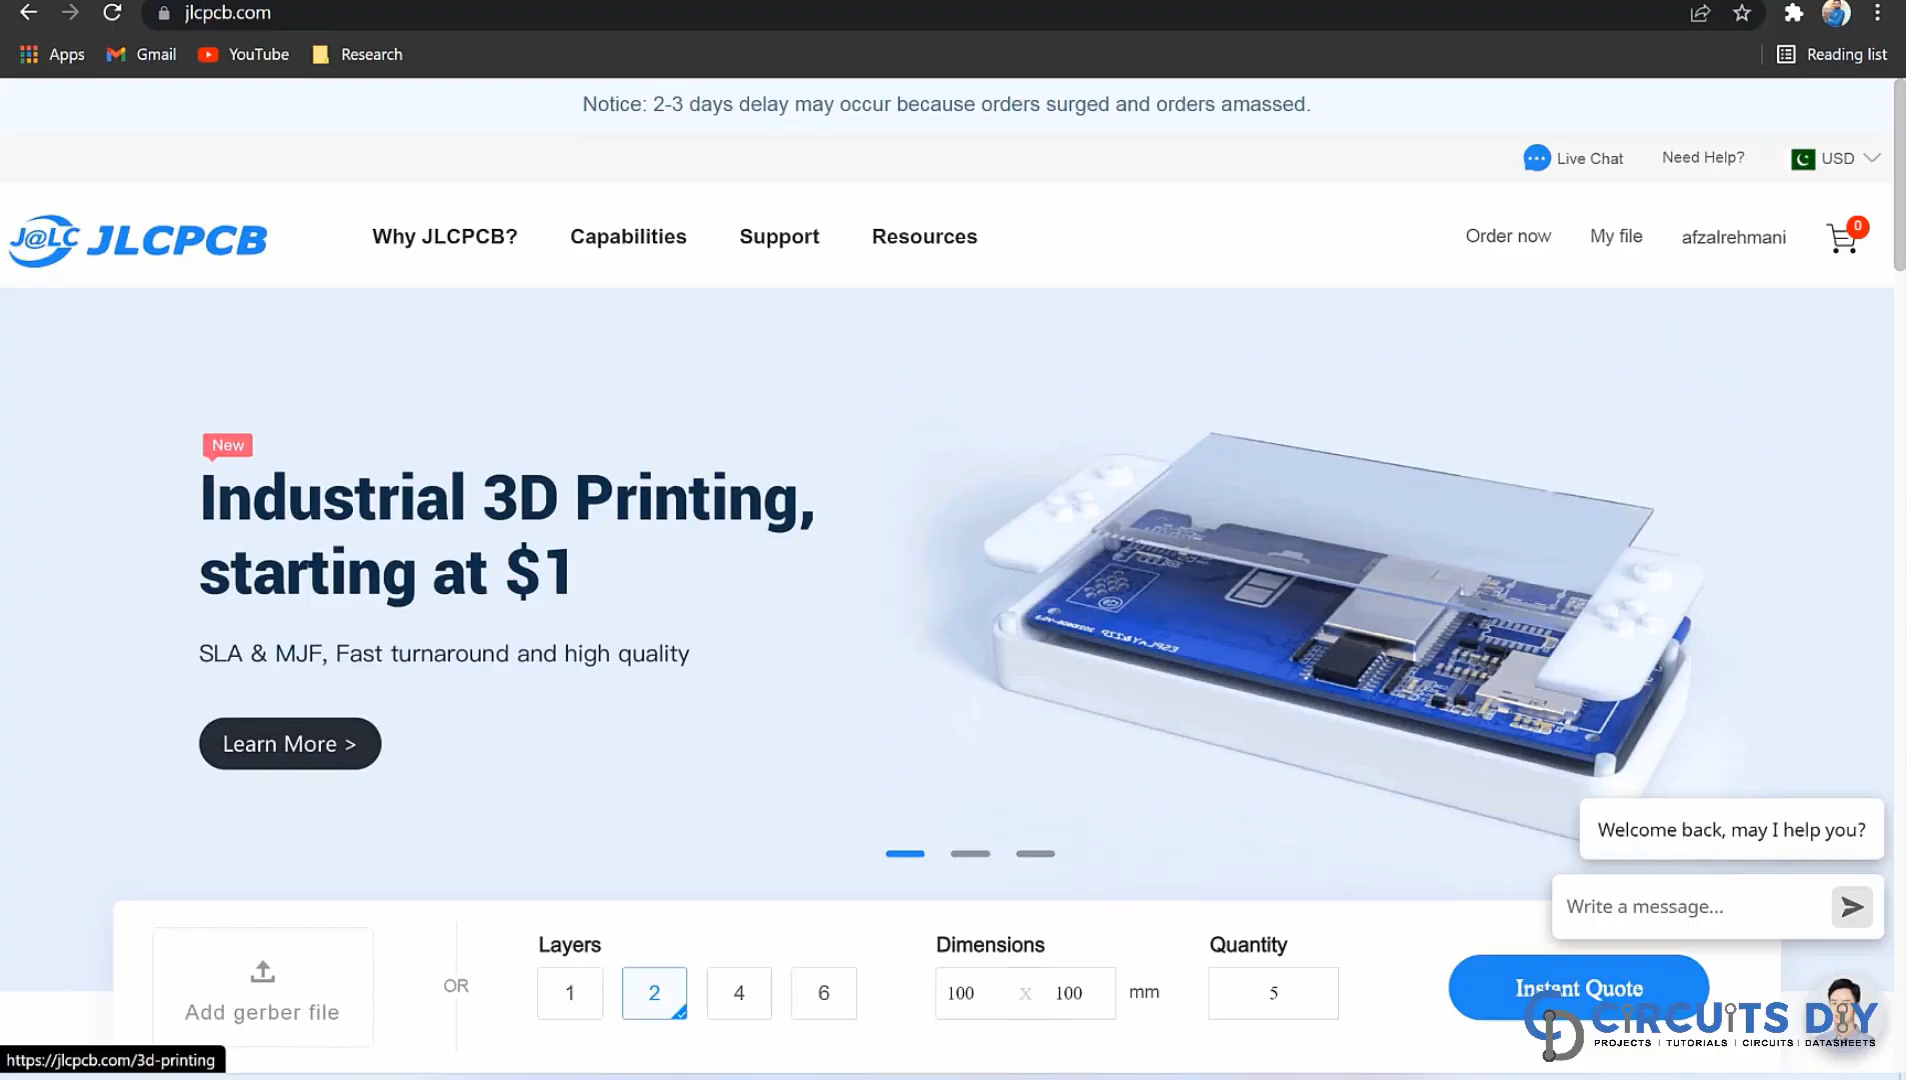 jlcpcb.com
Apps Gmail YouTube Research Reading list
Notice: 2-3 days delay may occur because orders surged and orders amassed.
Live Chat Need Help? USD
J@LC JLCPCB Why JLCPCB? Capabilities Support Resources Order now My file afzalrehmani 0
New
Industrial 3D Printing,
starting at $1
SLA & MJF, Fast turnaround and high quality
Learn More >
Welcome back, may I help you?
Write a message...
Layers Dimensions Quantity
Add gerber file OR 1 2 4 6 100 x 100 mm 5 Instant Quote
CIRCUITS DIY
PROJECTS | TUTORIALS | CIRCUITS | DATASHEETS
https://jlcpcb.com/3d-printing